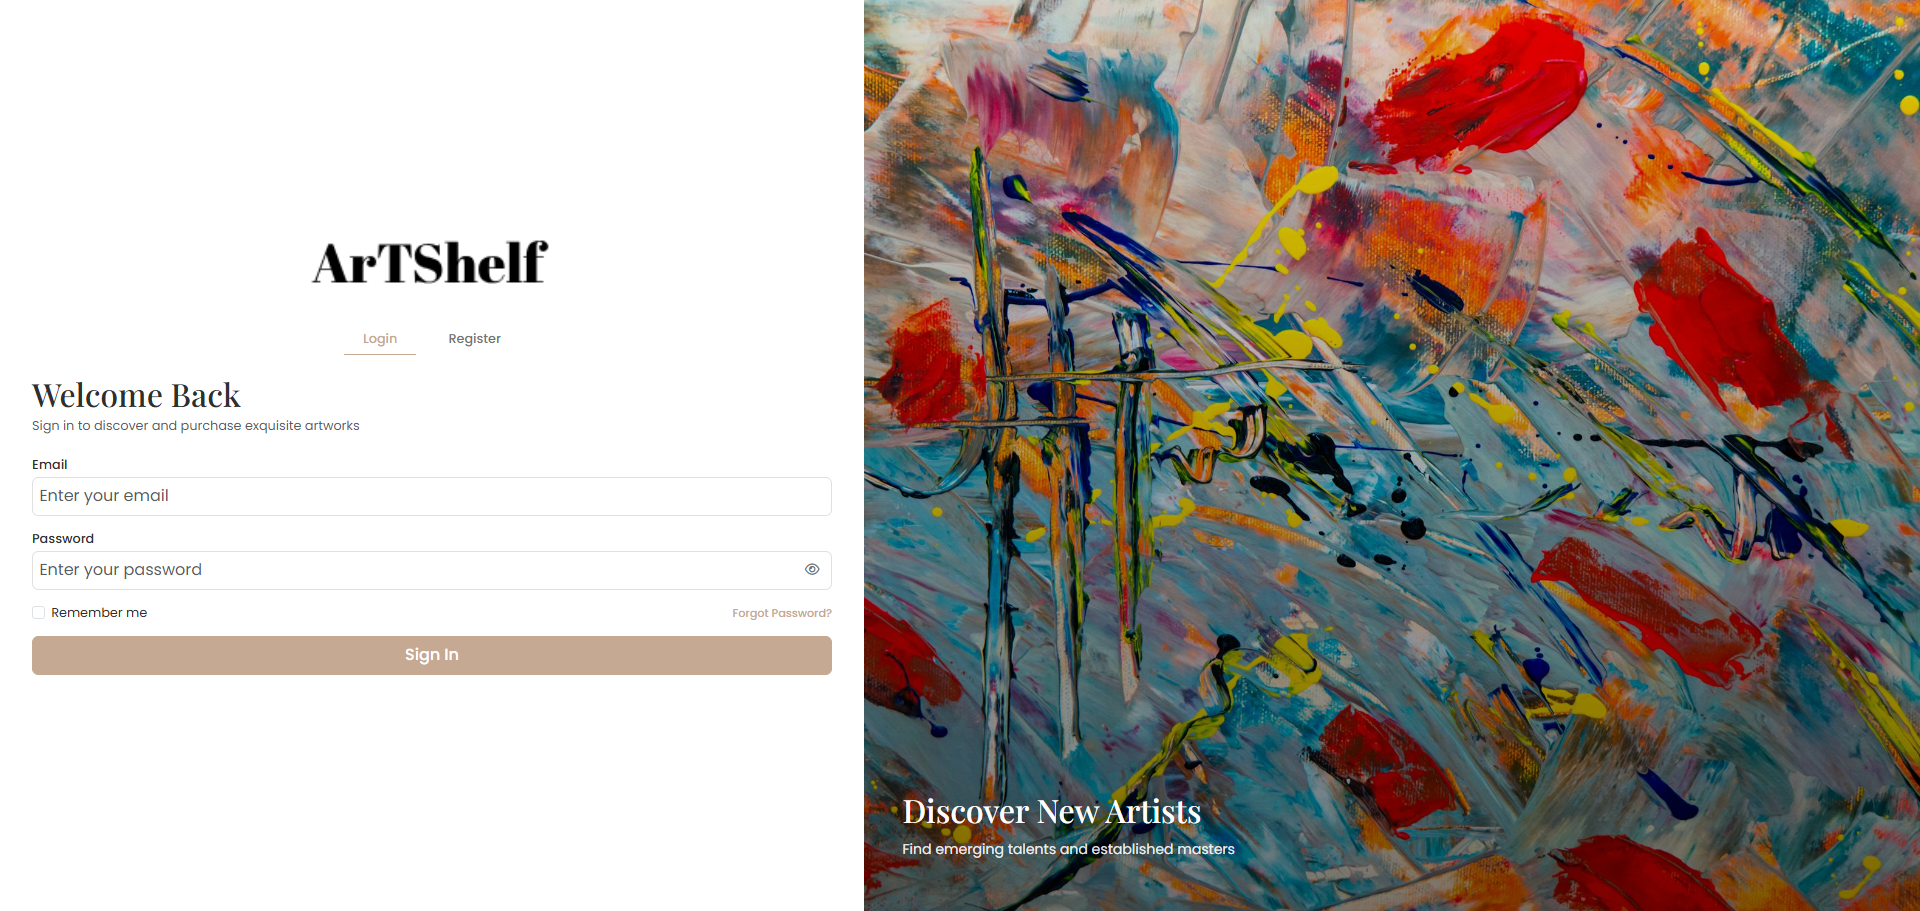 ArTShelf
Login Register
Welcome Back
Sign in to discover and purchase exquisite artworks
Email
Enter your email
Password
Enter your password
Remember me Forgot Password?
Sign In
Discover New Artists
Find emerging talents and established masters